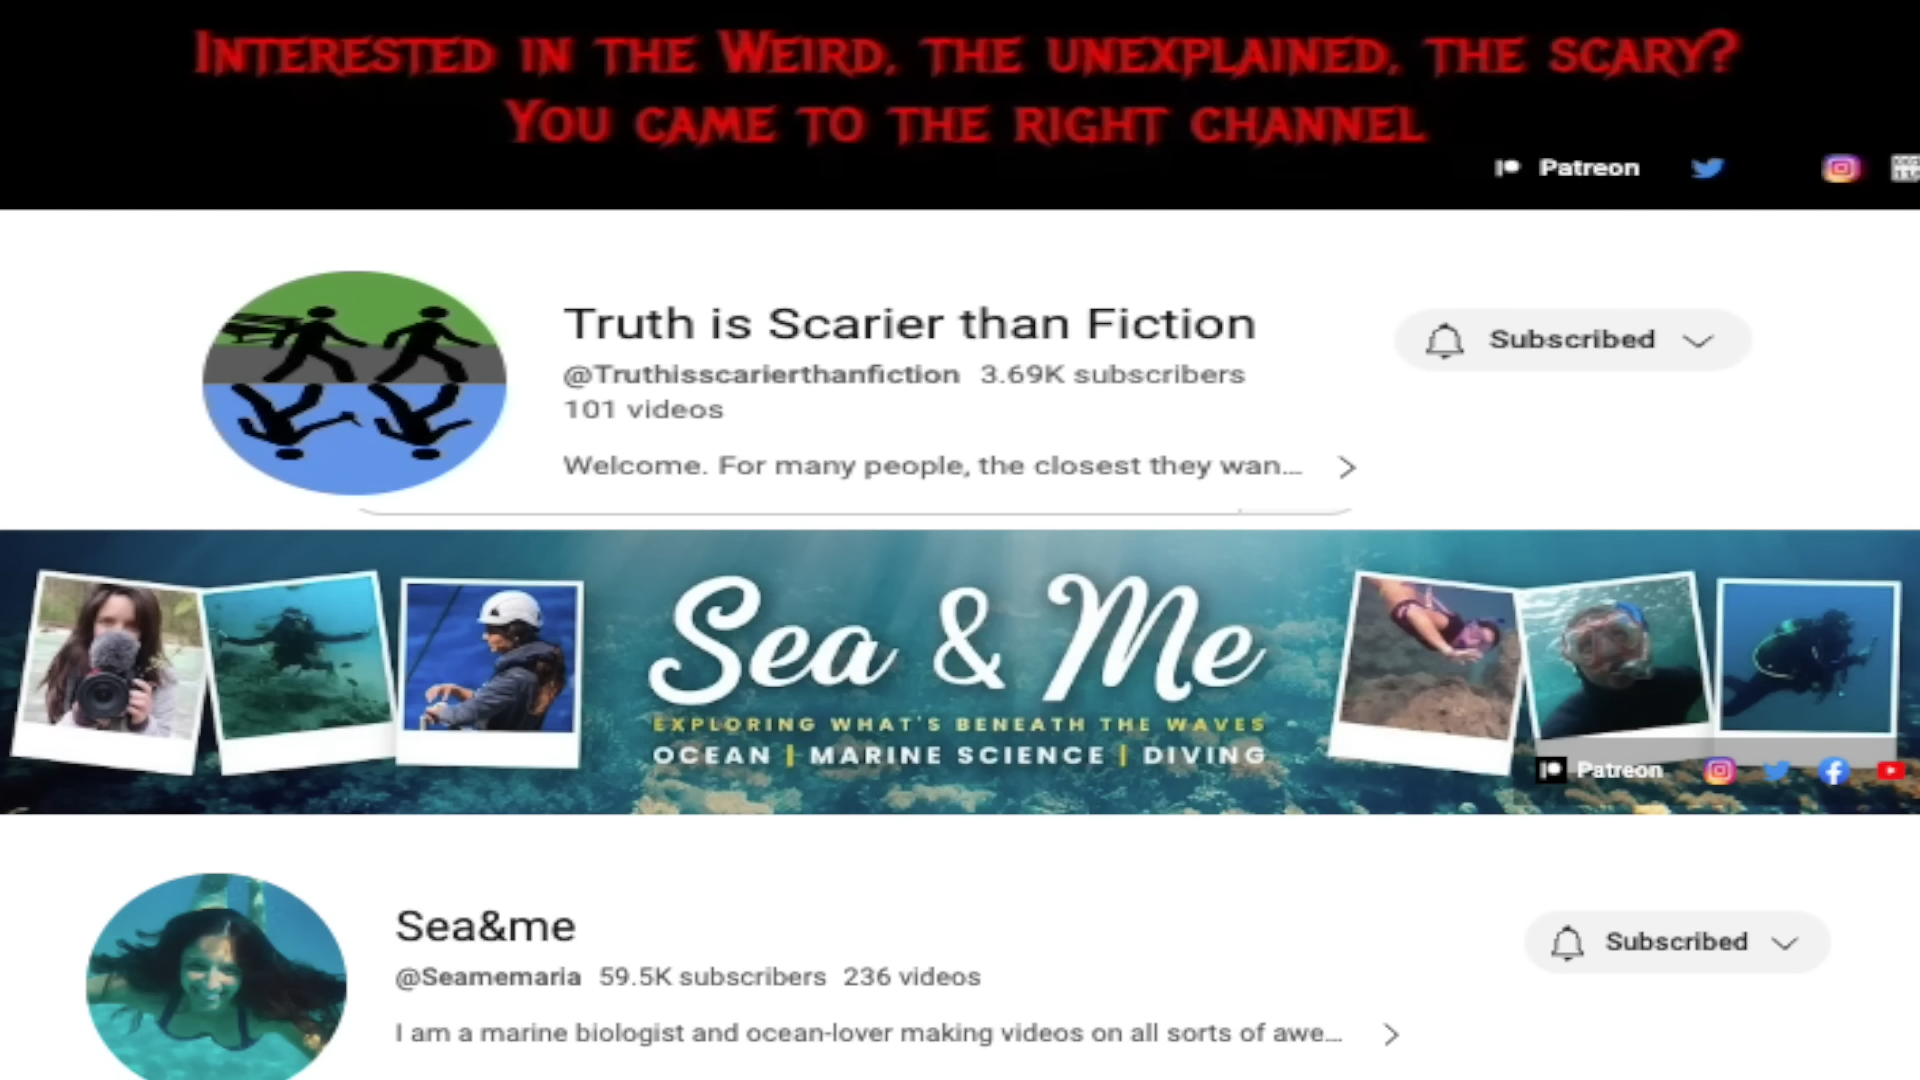 INTERESTED IN THE WEIRD, THE UNEXPLAINED, THE SCARY?
YOU CAME TO THE RIGHT CHANNEL
Patreon
Truth is Scarier than Fiction
Subscribed
@Truthisscarierthanfiction 3.69K subscribers
101 videos
Welcome. For many people, the closest they wan...
Sea & Me
EXPLORING WHAT'S BENEATH THE WAVES
OCEAN | MARINE SCIENCE | DIVING
Patreon
Sea&me
Subscribed
@Seamemaria 59.5K subscribers 236 videos
I am a marine biologist and ocean-lover making videos on all sorts of awe...